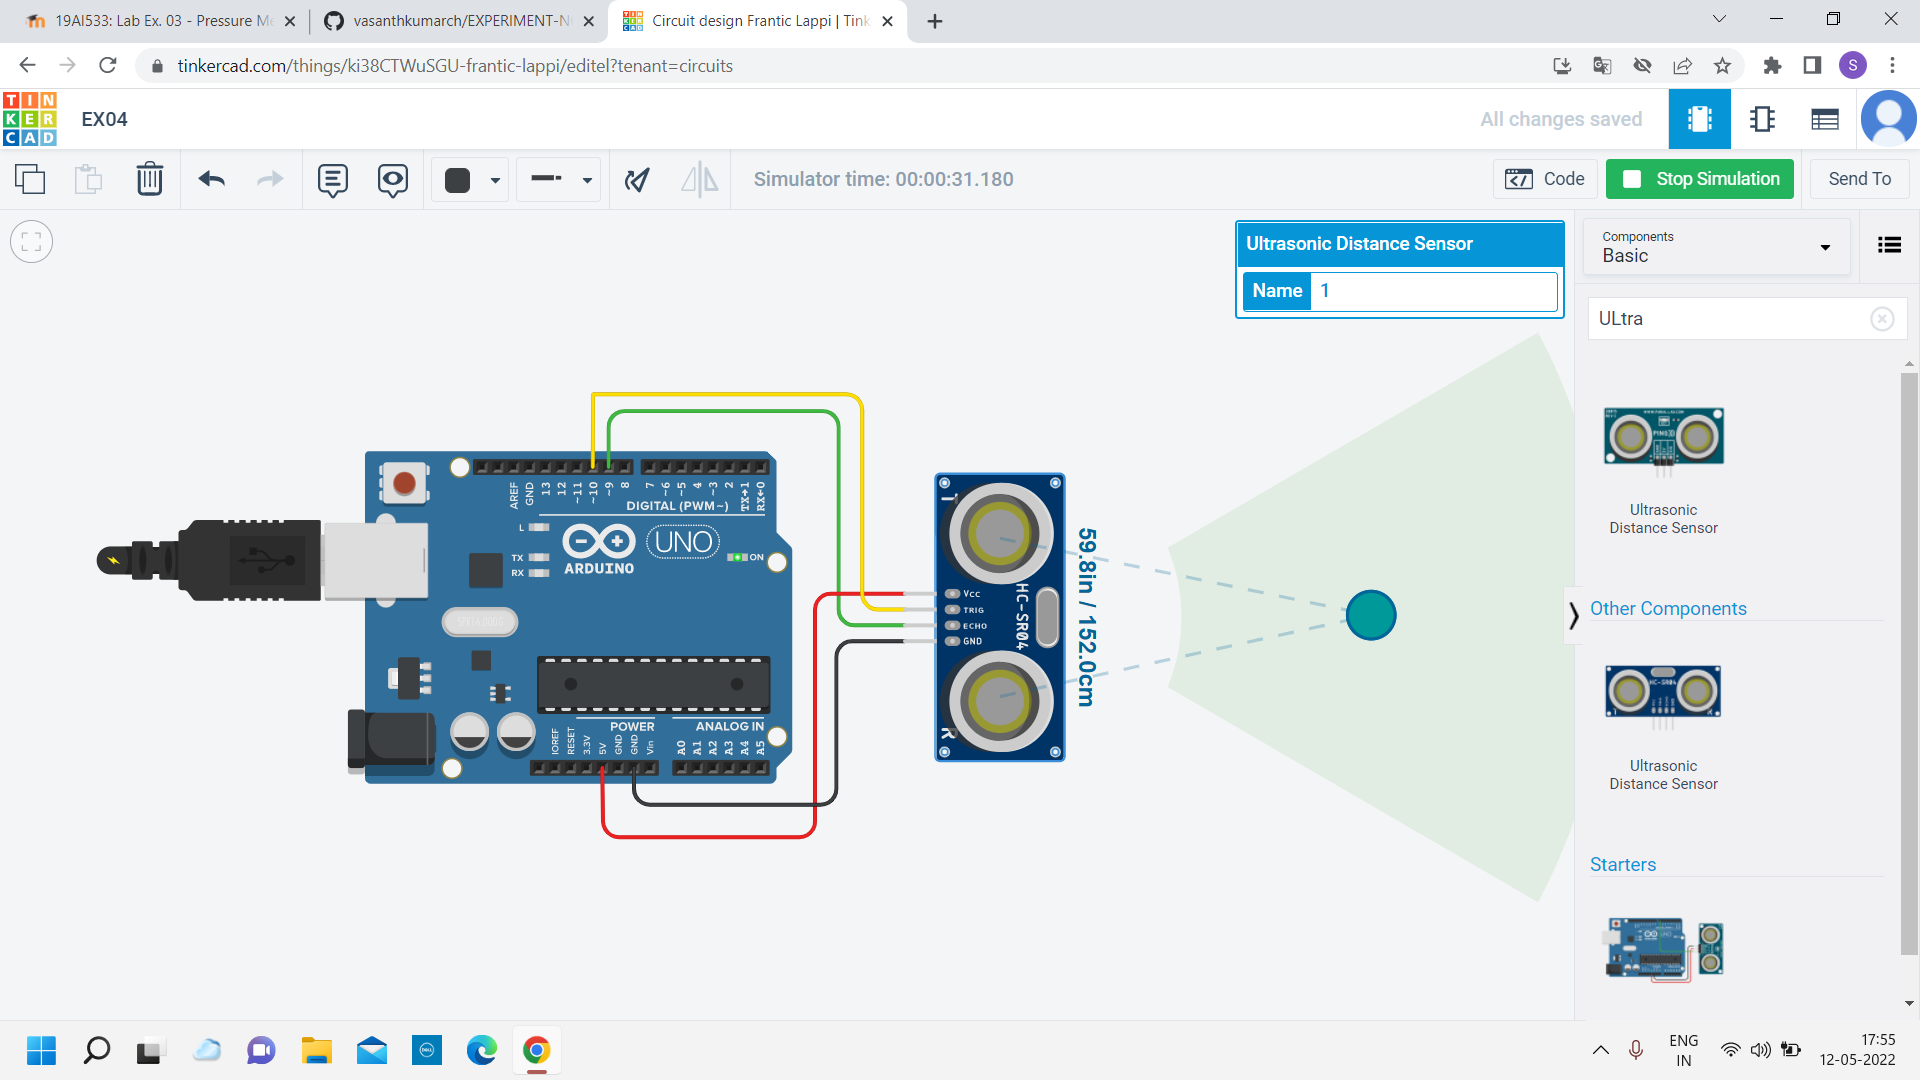 19AI533: Lab Ex. 03 - Pressure Me
vasanthkumarch/EXPERIMENT-N
Circuit design Frantic Lappi | Tink
tinkercad.com/things/ki38CTWuSGU-frantic-lappi/editel?tenant=circuits
S
TIN
KER
CAD
EX04
All changes saved
Simulator time: 00:00:31.180
Code
Stop Simulation
Send To
Ultrasonic Distance Sensor
Name 1
Components
Basic
ULtra
Ultrasonic
Distance Sensor
Other Components
Ultrasonic
Distance Sensor
Starters
AREF
GND
13
12
~11
~10
~9
8
7
~6
~5
4
~3
2
TX→1
RX←0
DIGITAL (PWM~)
L
TX
RX
ARDUINO
UNO
ON
POWER
ANALOG IN
IOREF
RESET
3.3V
5V
GND
GND
Vin
A0
A1
A2
A3
A4
A5
T
Vcc
TRIG
ECHO
GND
HC-SR04
R
59.8in / 152.0cm
DELL
ENG
IN
17:55
12-05-2022